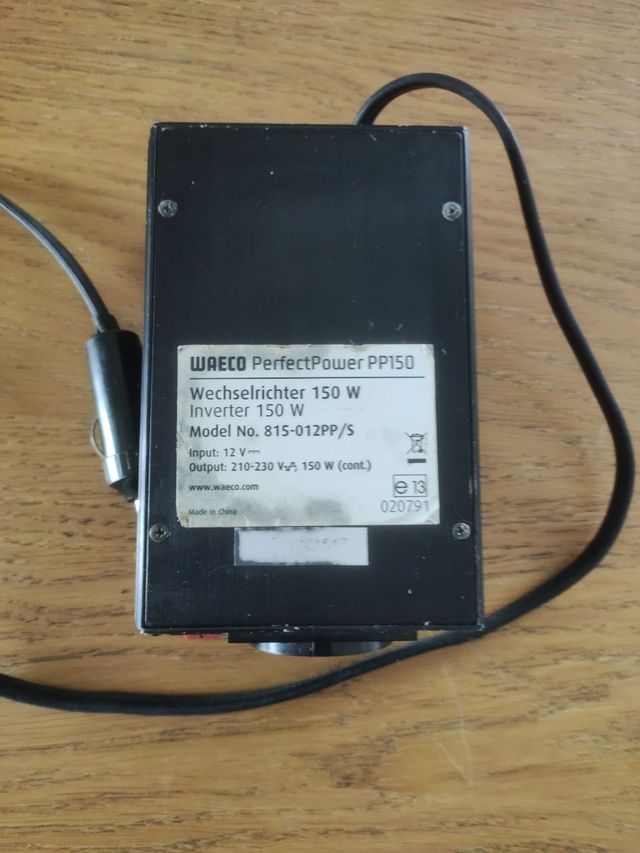 WAECO PerfectPower PP150
Wechselrichter 150 W
Inverter 150 W
Model No. 815-012PP/S
Input: 12 V ⎓
Output: 210-230 V, 150 W (cont.)
www.waeco.com
e 13
020791
Made in China